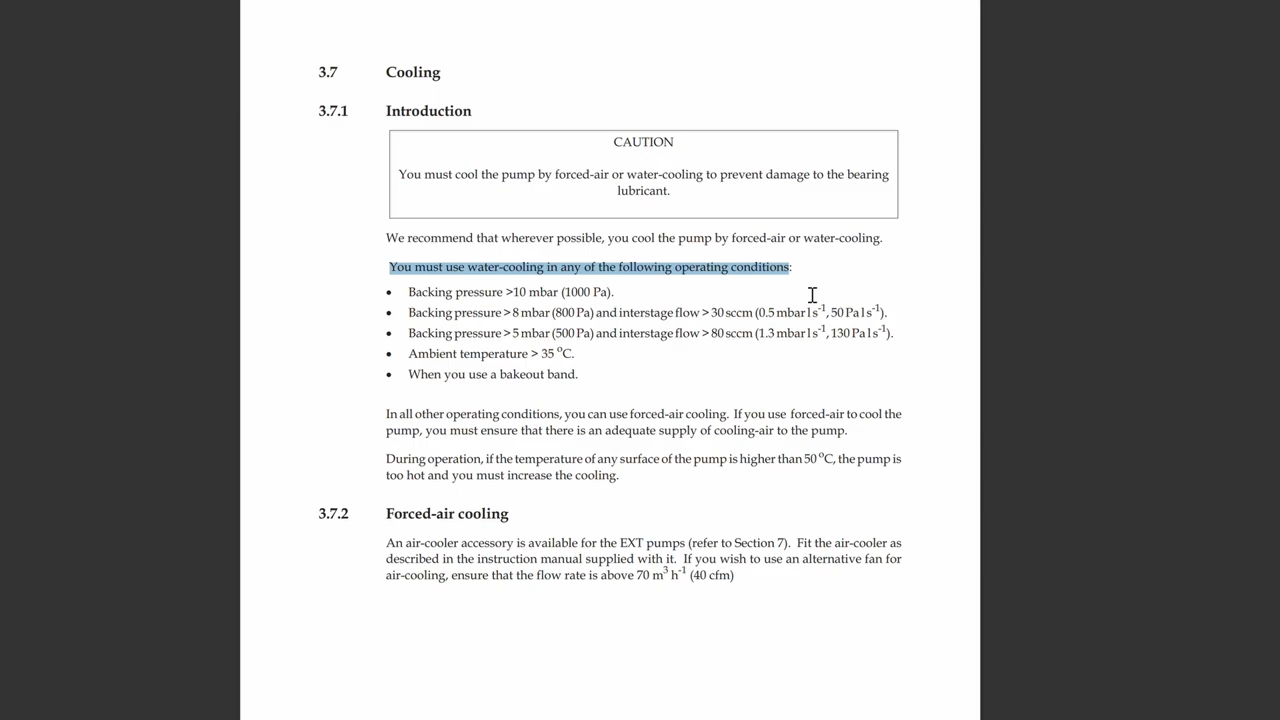 3.7 Cooling
3.7.1 Introduction
CAUTION
You must cool the pump by forced-air or water-cooling to prevent damage to the bearing
lubricant.
We recommend that wherever possible, you cool the pump by forced-air or water-cooling.
You must use water-cooling in any of the following operating conditions:
• Backing pressure >10 mbar (1000 Pa).
• Backing pressure > 8 mbar (800 Pa) and interstage flow > 30 sccm (0.5 mbar l s⁻¹, 50 Pa l s⁻¹).
• Backing pressure > 5 mbar (500 Pa) and interstage flow > 80 sccm (1.3 mbar l s⁻¹, 130 Pa l s⁻¹).
• Ambient temperature > 35 °C.
• When you use a bakeout band.
In all other operating conditions, you can use forced-air cooling. If you use forced-air to cool the
pump, you must ensure that there is an adequate supply of cooling-air to the pump.
During operation, if the temperature of any surface of the pump is higher than 50 °C, the pump is
too hot and you must increase the cooling.
3.7.2 Forced-air cooling
An air-cooler accessory is available for the EXT pumps (refer to Section 7). Fit the air-cooler as
described in the instruction manual supplied with it. If you wish to use an alternative fan for
air-cooling, ensure that the flow rate is above 70 m³ h⁻¹ (40 cfm)